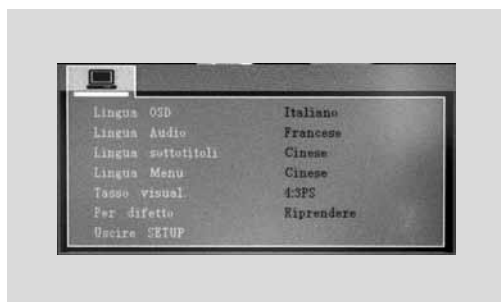 Lingua OSD Italiano
Lingua Audio Francese
Lingua sottotitoli Cinese
Lingua Menu Cinese
Tasso visual. 4:3PS
Per difetto Riprendere
Uscire SETUP